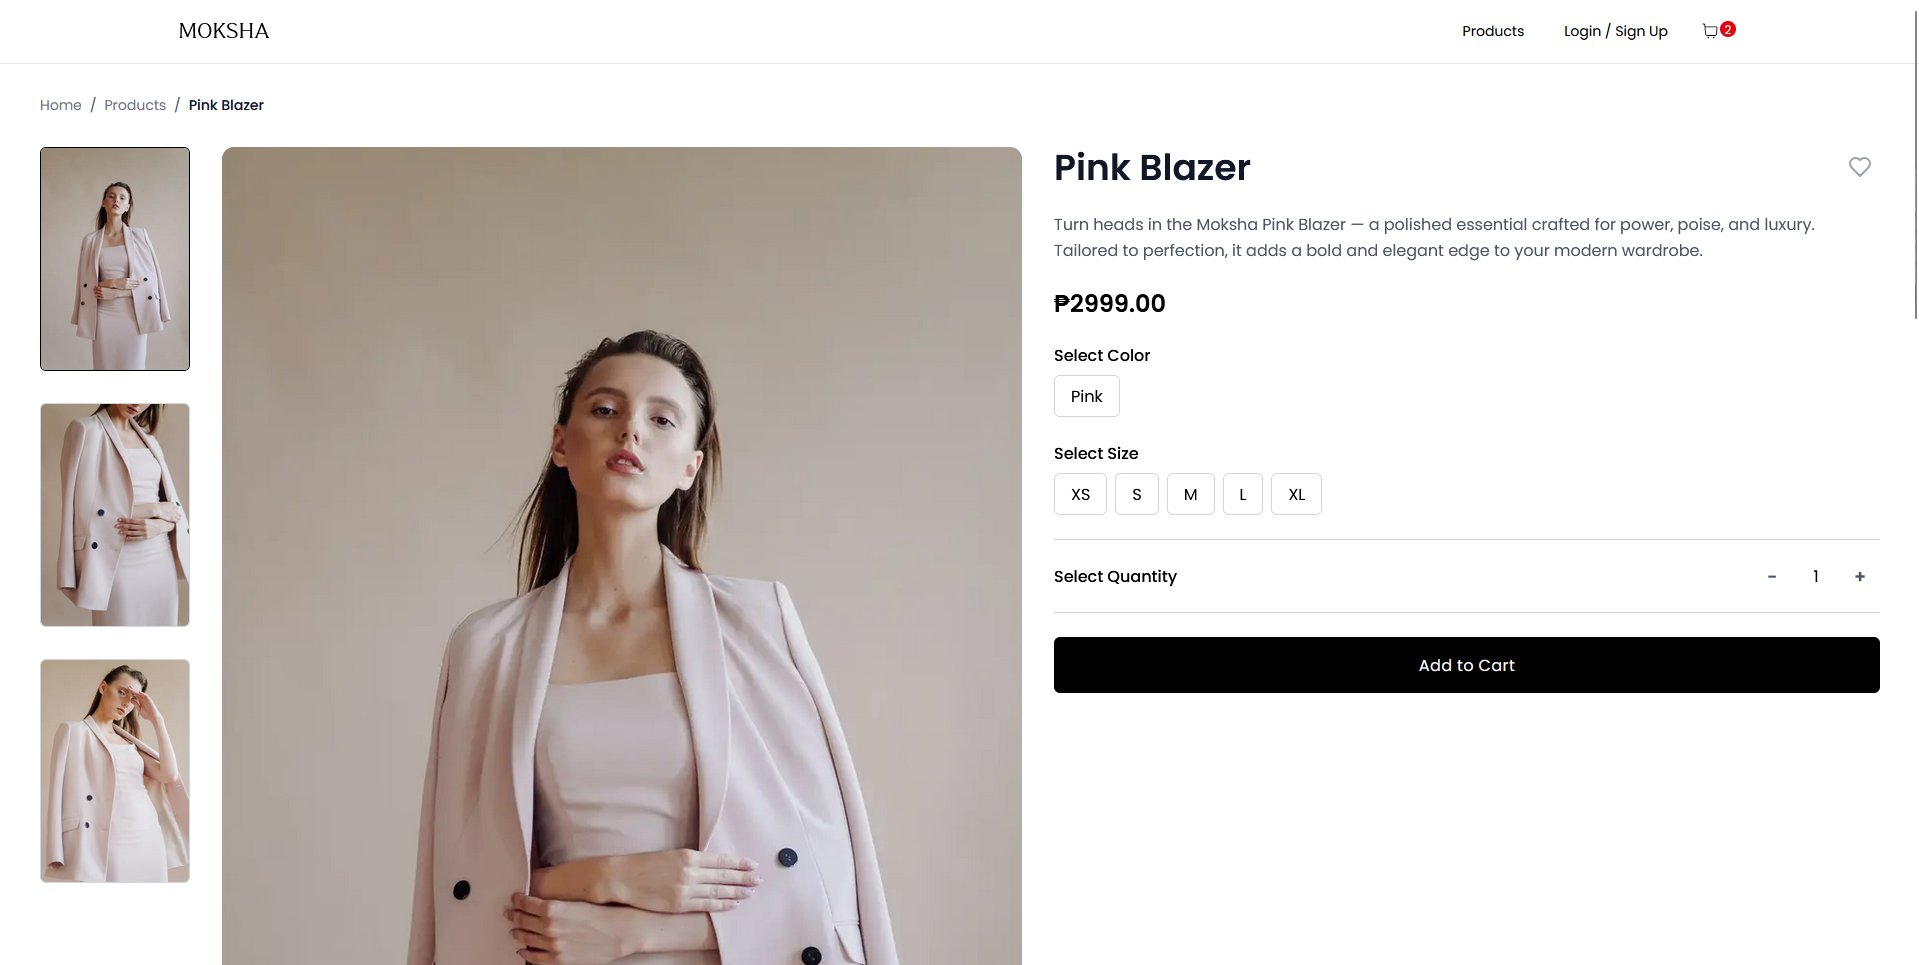 MOKSHA
Products
Login / Sign Up
2
Home / Products / Pink Blazer
Pink Blazer
Turn heads in the Moksha Pink Blazer — a polished essential crafted for power, poise, and luxury.
Tailored to perfection, it adds a bold and elegant edge to your modern wardrobe.
₱2999.00
Select Color
Pink
Select Size
XS S M L XL
Select Quantity
- 1 +
Add to Cart